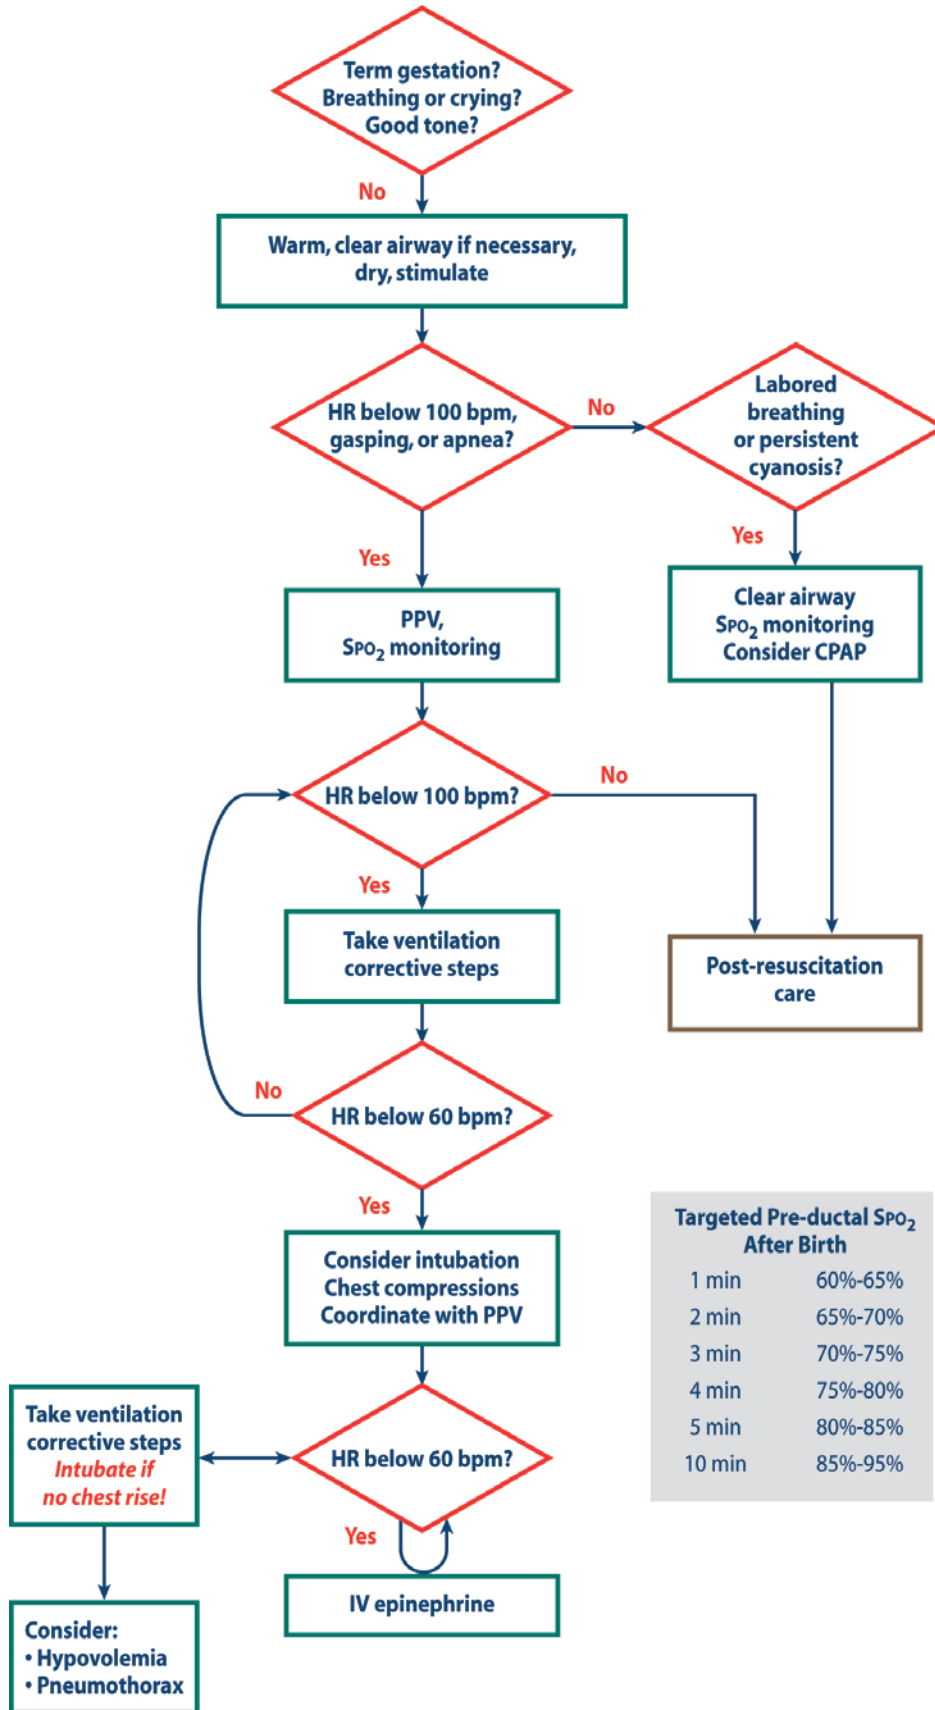 Term gestation?
Breathing or crying?
Good tone?
No
Warm, clear airway if necessary,
dry, stimulate
HR below 100 bpm,
gasping, or apnea?
No
Labored
breathing
or persistent
cyanosis?
Yes
Yes
PPV,
SPO₂ monitoring
Clear airway
SPO₂ monitoring
Consider CPAP
HR below 100 bpm?
No
Yes
Take ventilation
corrective steps
Post-resuscitation
care
HR below 60 bpm?
No
Yes
Consider intubation
Chest compressions
Coordinate with PPV
Targeted Pre-ductal SPO₂
After Birth
1 min 60%-65%
2 min 65%-70%
3 min 70%-75%
4 min 75%-80%
5 min 80%-85%
10 min 85%-95%
Take ventilation
corrective steps
Intubate if
no chest rise!
HR below 60 bpm?
Yes
IV epinephrine
Consider:
• Hypovolemia
• Pneumothorax